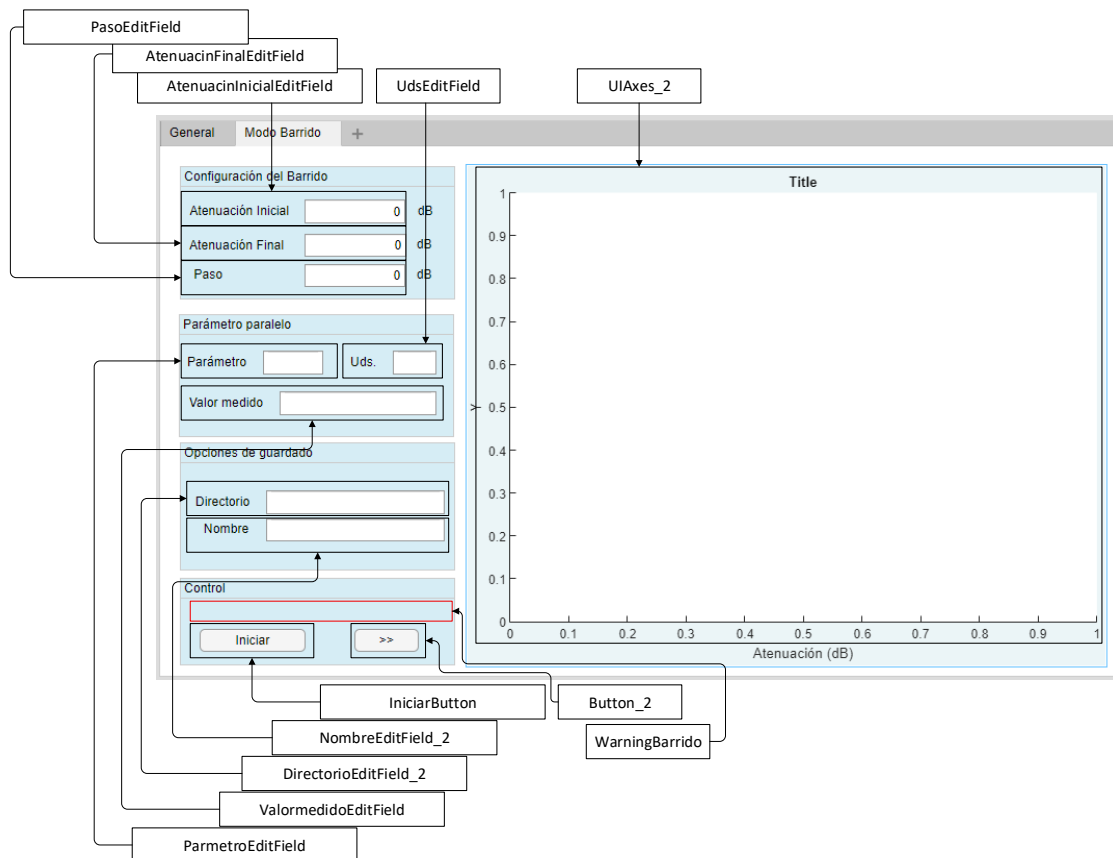 PasoEditField
AtenuacinFinalEditField
AtenuacinInicialEditField
UdsEditField
UIAxes_2
General
Modo Barrido
+
Configuración del Barrido
Atenuación Inicial
0
dB
Atenuación Final
0
dB
Paso
0
dB
Parámetro paralelo
Parámetro
Uds.
Valor medido
Opciones de guardado
Directorio
Nombre
Control
Iniciar
>>
Title
1
0.9
0.8
0.7
0.6
0.5
0.4
0.3
0.2
0.1
0
Y
0
0.1
0.2
0.3
0.4
0.5
0.6
0.7
0.8
0.9
1
Atenuación (dB)
IniciarButton
Button_2
NombreEditField_2
WarningBarrido
DirectorioEditField_2
ValormedidoEditField
ParmetroEditField